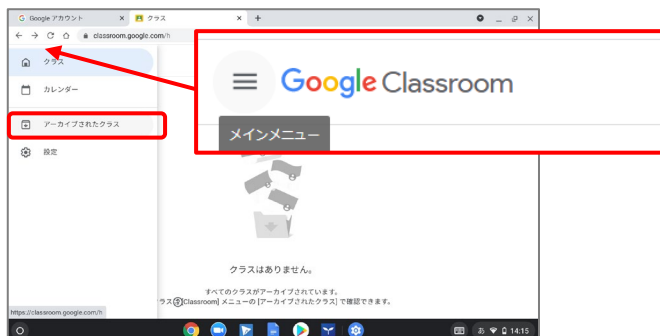 Google アカウント
クラス
classroom.google.com/h
クラス
カレンダー
アーカイブされたクラス
設定
Google Classroom
メインメニュー
クラスはありません。
すべてのクラスがアーカイブされています。
ラス Classroom] メニューの [アーカイブされたクラス] で確認できます。
https://classroom.google.com/h
あ
14:15